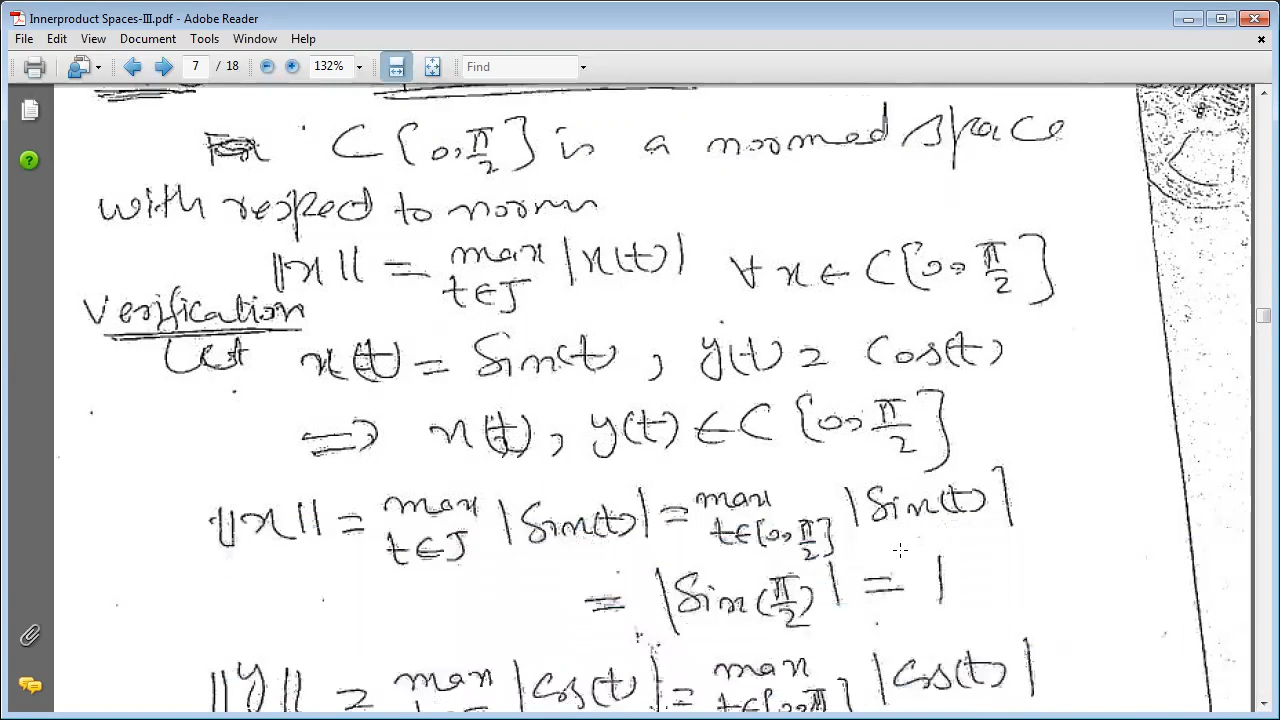 Innerproduct Spaces-III.pdf - Adobe Reader
File Edit View Document Tools Window Help
7 / 18 132% Find
C[0,π/2] is a normed space
with respect to norm
||x|| = max t∈J |x(t)| ∀ x ∈ C[0,π/2]
Verification
Let x(t) = Sin(t), y(t) = Cos(t)
⟹ x(t), y(t) ∈ C[0,π/2]
||x|| = max t∈J |Sin(t)| = max t∈[0,π/2] |Sin(t)|
= |Sin(π/2)| = 1
||y|| = max |Cos(t)| = max t∈[0,π/2] |Cos(t)|